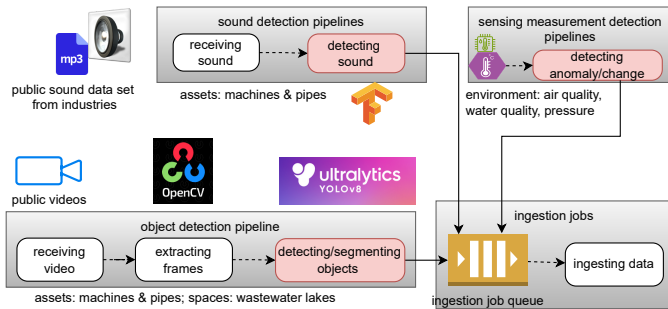 sound detection pipelines
receiving
sound
detecting
sound
assets: machines & pipes
mp3
public sound data set
from industries
sensing measurement detection
pipelines
detecting
anomaly/change
environment: air quality,
water quality, pressure
public videos
OpenCV
ultralytics
YOLOv8
object detection pipeline
receiving
video
extracting
frames
detecting/segmenting
objects
assets: machines & pipes; spaces: wastewater lakes
ingestion jobs
ingesting data
ingestion job queue